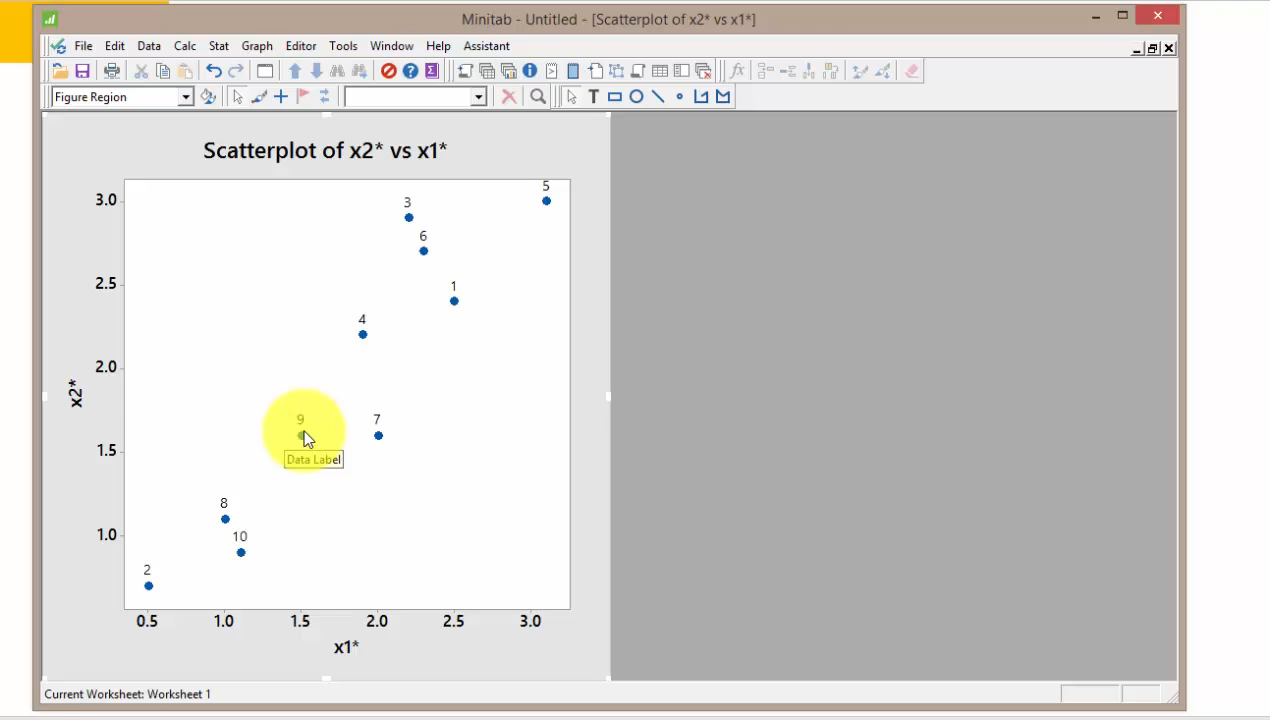 Minitab - Untitled - [Scatterplot of x2* vs x1*]
File Edit Data Calc Stat Graph Editor Tools Window Help Assistant
Figure Region
Scatterplot of x2* vs x1*
5
3.0
3
6
2.5
1
4
2.0
x2*
9
7
1.5
Data Label
8
1.0
10
2
0.5 1.0 1.5 2.0 2.5 3.0
x1*
Current Worksheet: Worksheet 1